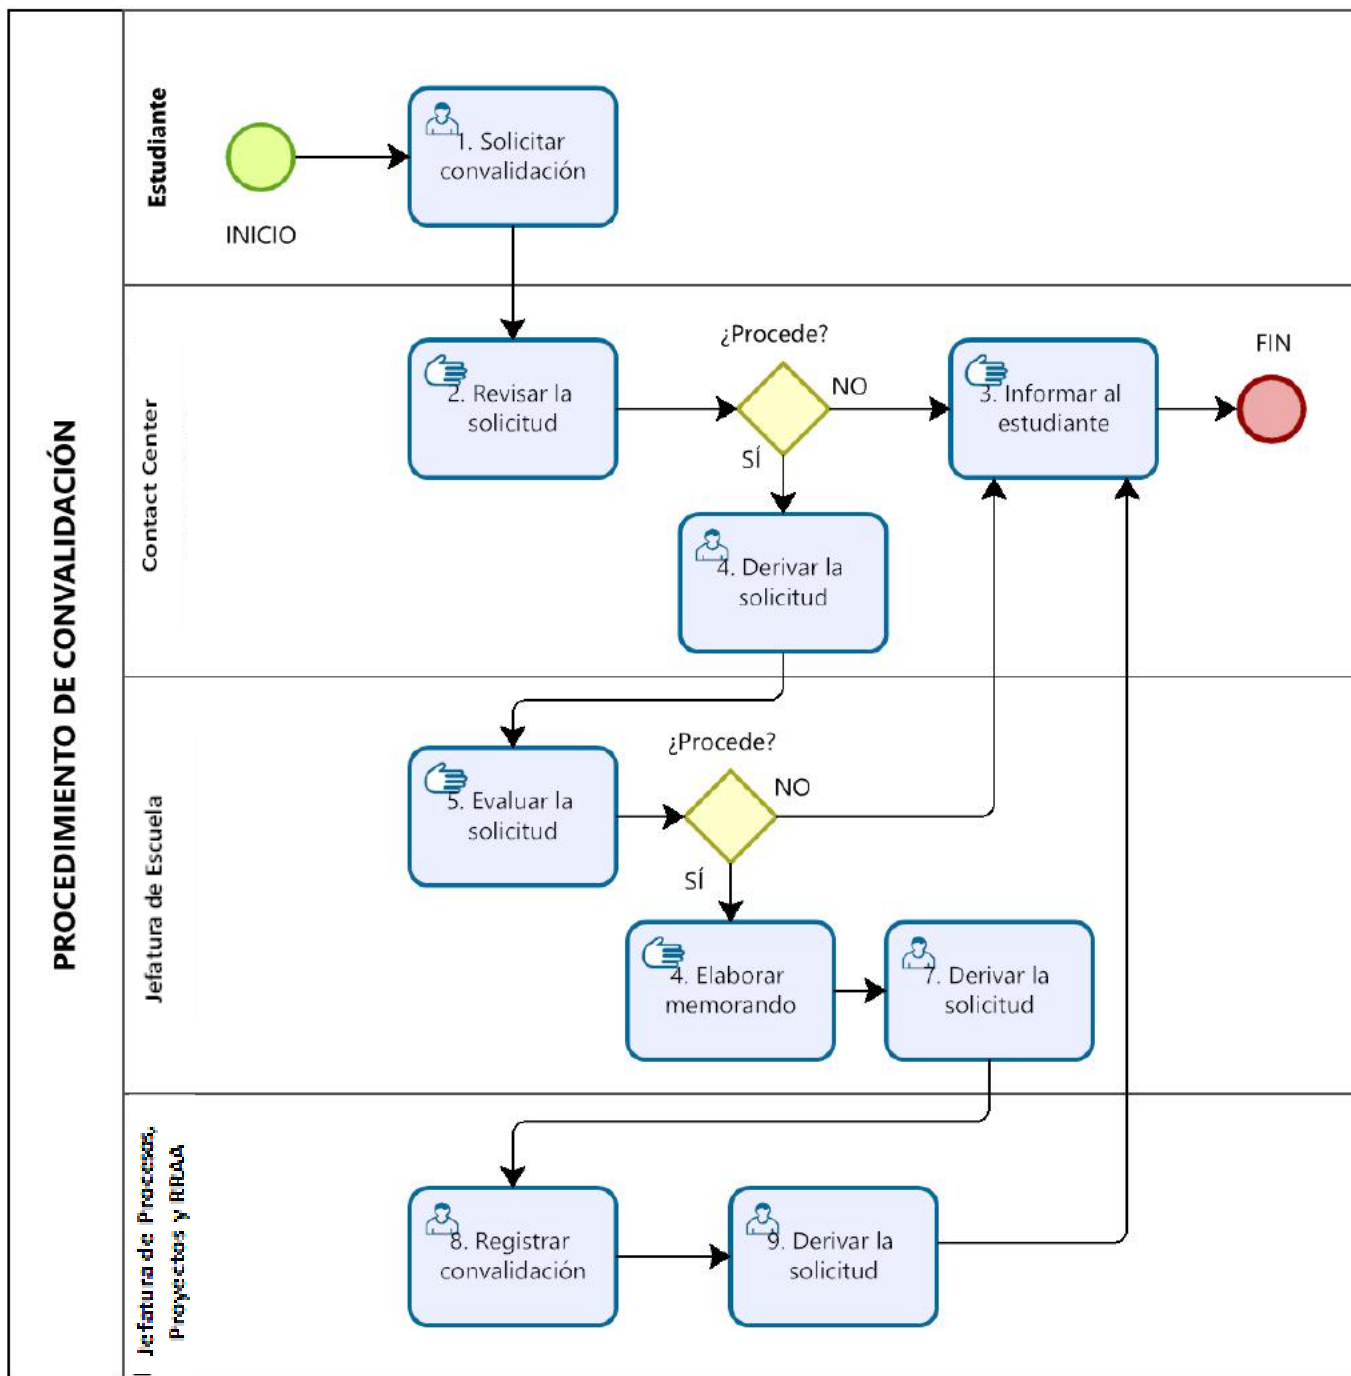 PROCEDIMIENTO DE CONVALIDACIÓN
Estudiante
INICIO
1. Solicitar
convalidación
Contact Center
2. Revisar la
solicitud
¿Procede?
NO
SÍ
3. Informar al
estudiante
FIN
4. Derivar la
solicitud
Jefatura de Escuela
5. Evaluar la
solicitud
¿Procede?
NO
SÍ
4. Elaborar
memorando
7. Derivar la
solicitud
Jefatura de Procesos,
Proyectos y RRAA
8. Registrar
convalidación
9. Derivar la
solicitud